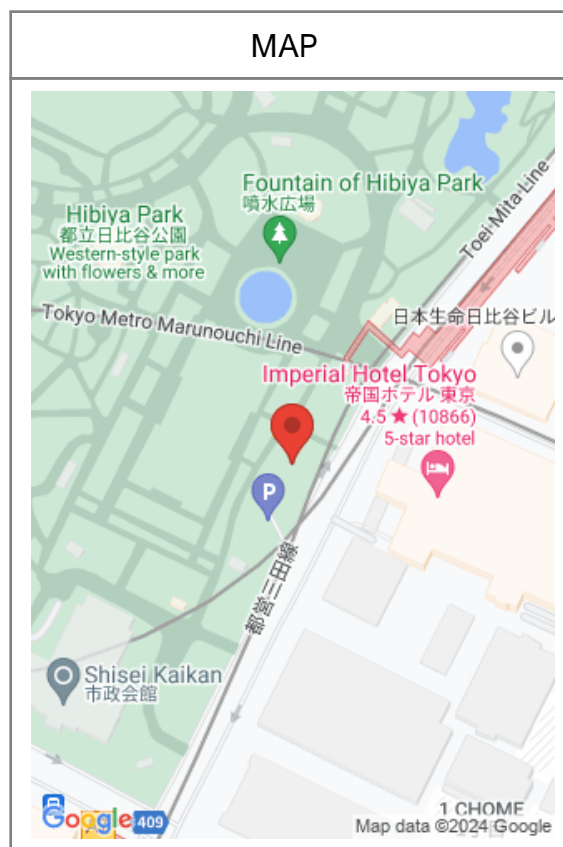 MAP
Fountain of Hibiya Park
噴水広場
Hibiya Park
都立日比谷公園
Western-style park
with flowers & more
Toei Mita Line
Tokyo Metro Marunouchi Line
日本生命日比谷ビル
Imperial Hotel Tokyo
帝国ホテル 東京
4.5 ★ (10866)
5-star hotel
P
都営三田線
Shisei Kaikan
市政会館
1 CHOME
Google
409
Map data ©2024 Google